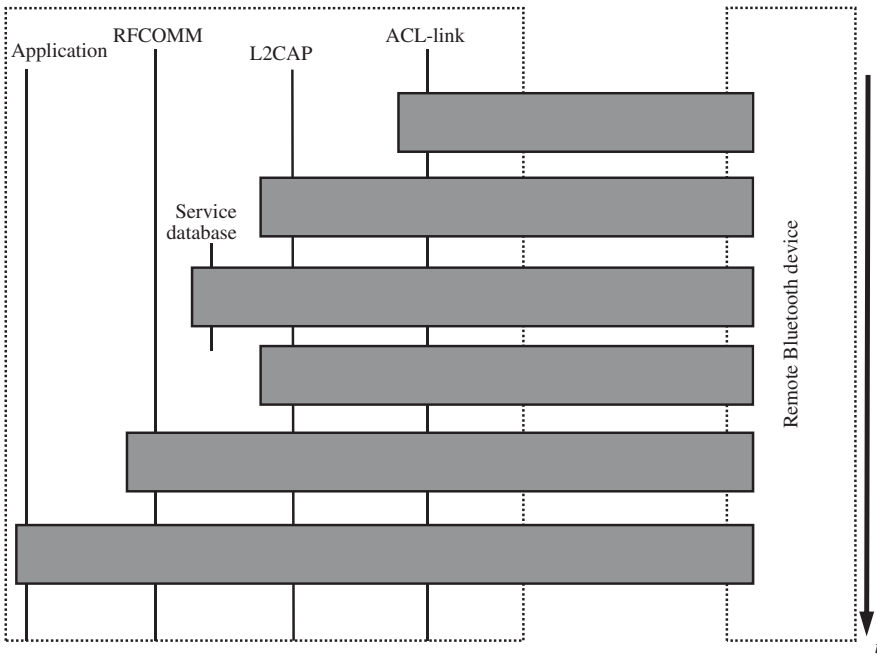 RFCOMM
Application
L2CAP
ACL-link
Service
database
Remote Bluetooth device
t